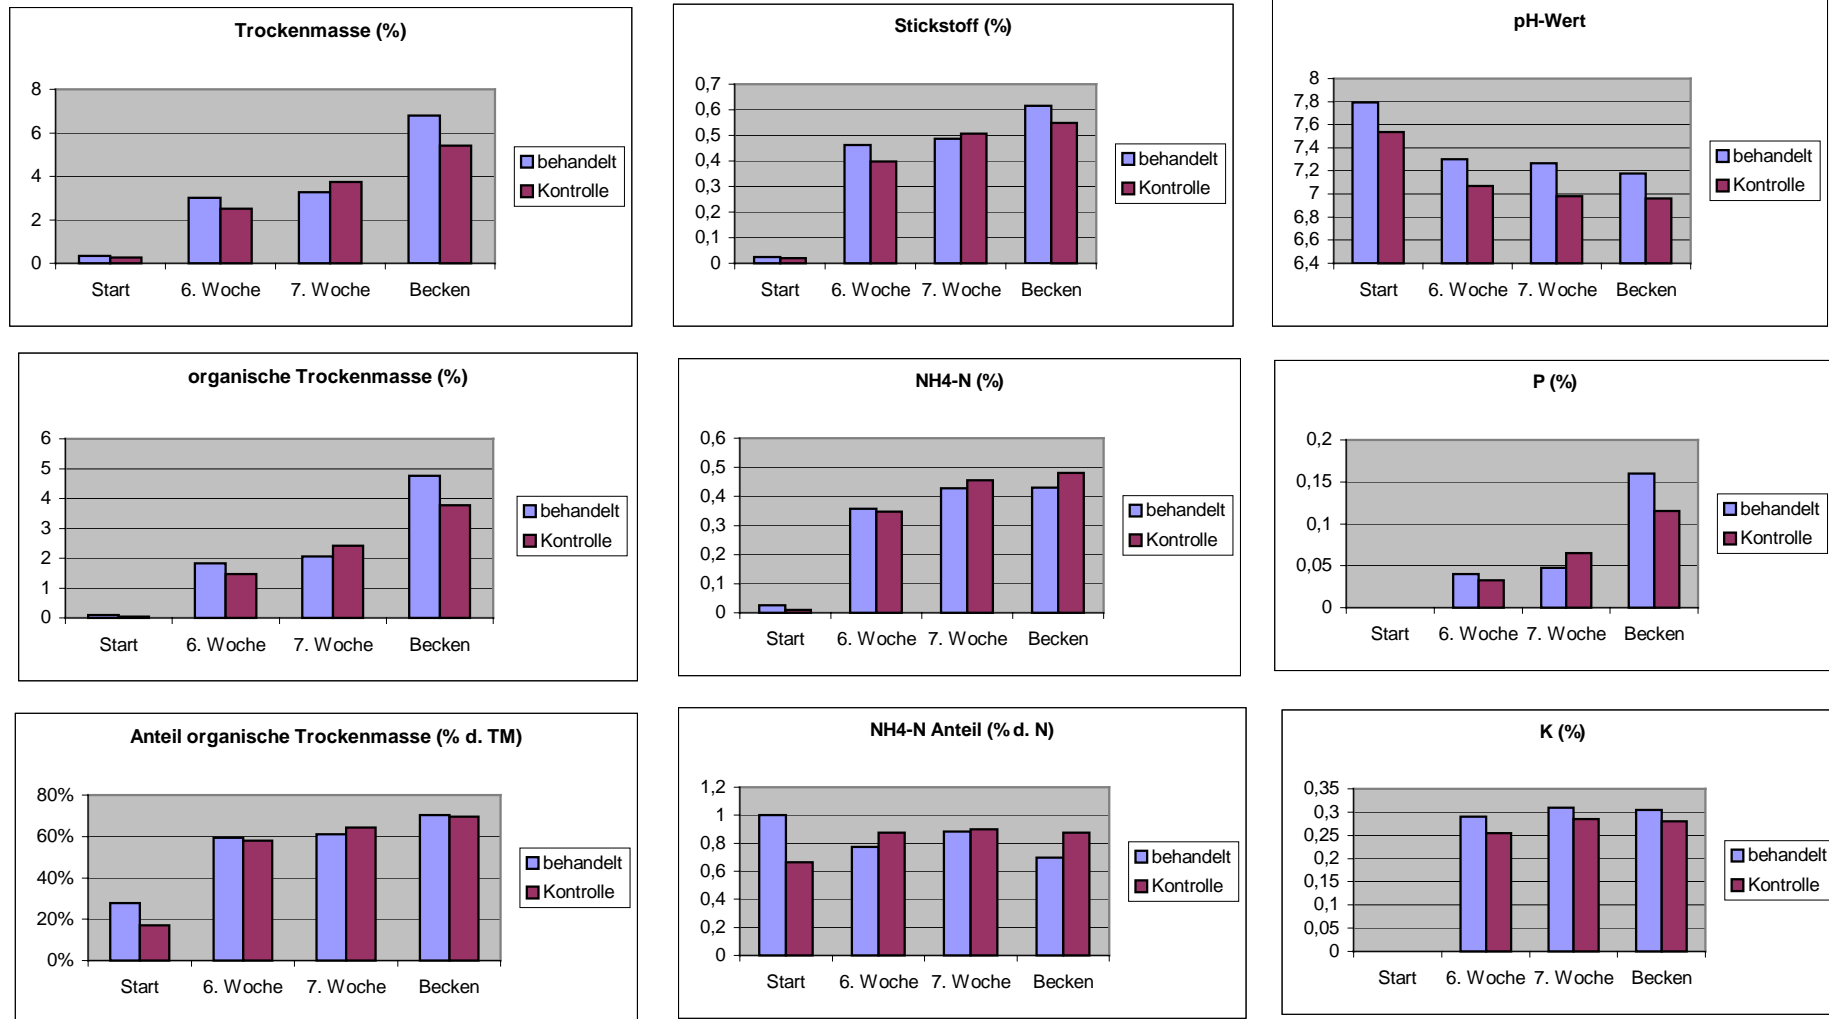 Trockenmasse (%)
8
6
4
2
0
Start 6. Woche 7. Woche Becken
behandelt
Kontrolle
Stickstoff (%)
0,7
0,6
0,5
0,4
0,3
0,2
0,1
0
Start 6. Woche 7. Woche Becken
behandelt
Kontrolle
pH-Wert
8
7,8
7,6
7,4
7,2
7
6,8
6,6
6,4
Start 6. Woche 7. Woche Becken
behandelt
Kontrolle
organische Trockenmasse (%)
6
5
4
3
2
1
0
Start 6. Woche 7. Woche Becken
behandelt
Kontrolle
NH4-N (%)
0,6
0,5
0,4
0,3
0,2
0,1
0
Start 6. Woche 7. Woche Becken
behandelt
Kontrolle
P (%)
0,2
0,15
0,1
0,05
0
Start 6. Woche 7. Woche Becken
behandelt
Kontrolle
Anteil organische Trockenmasse (% d. TM)
80%
60%
40%
20%
0%
Start 6. Woche 7. Woche Becken
behandelt
Kontrolle
NH4-N Anteil (% d. N)
1,2
1
0,8
0,6
0,4
0,2
0
Start 6. Woche 7. Woche Becken
behandelt
Kontrolle
K (%)
0,35
0,3
0,25
0,2
0,15
0,1
0,05
0
Start 6. Woche 7. Woche Becken
behandelt
Kontrolle